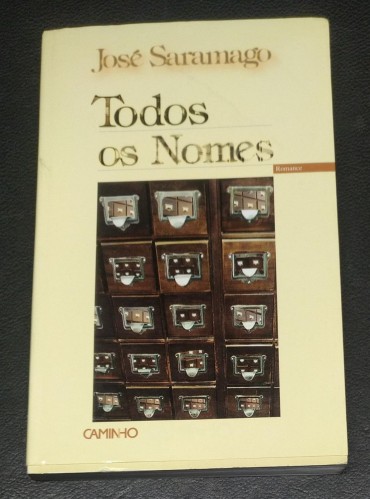 José Saramago
Todos
os Nomes
Romance
CAMINHO